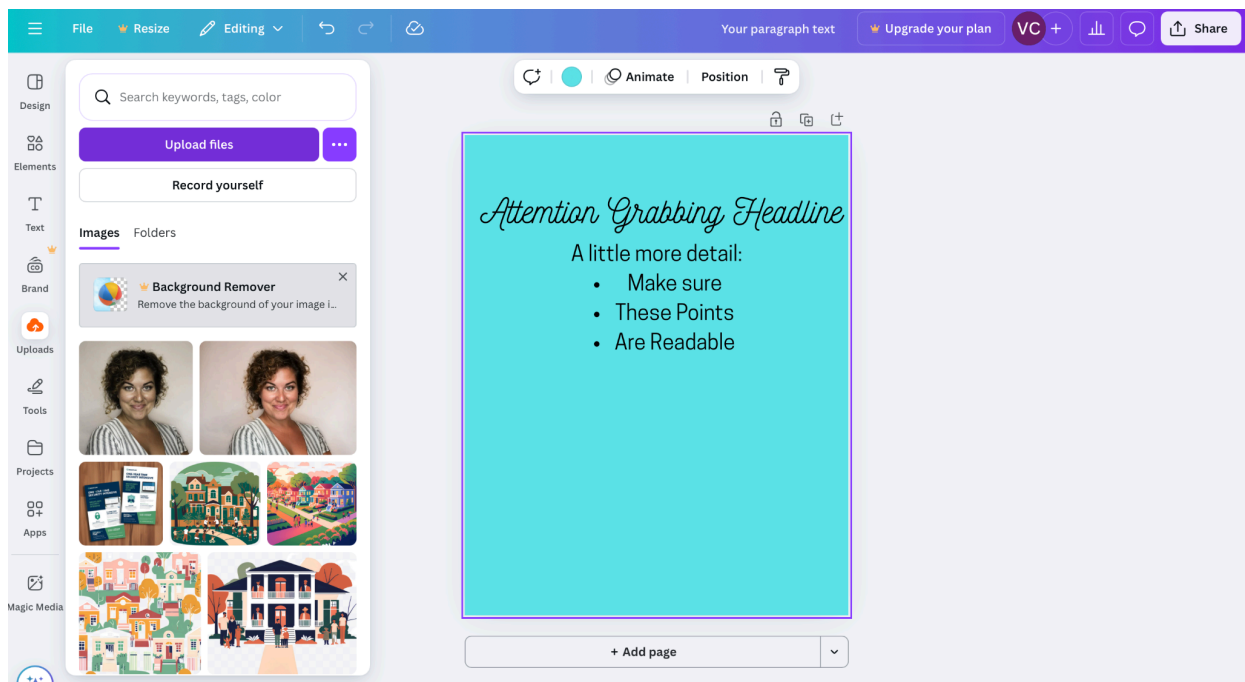 File
Resize
Editing
Your paragraph text
Upgrade your plan
VC
+
Share
Design
Elements
Text
Brand
Uploads
Tools
Projects
Apps
Magic Media
Search keywords, tags, color
Upload files
Record yourself
Images Folders
Background Remover
Remove the background of your image i...
Animate
Position
Attemtion Grabbing Headline
A little more detail:
• Make sure
• These Points
• Are Readable
+ Add page